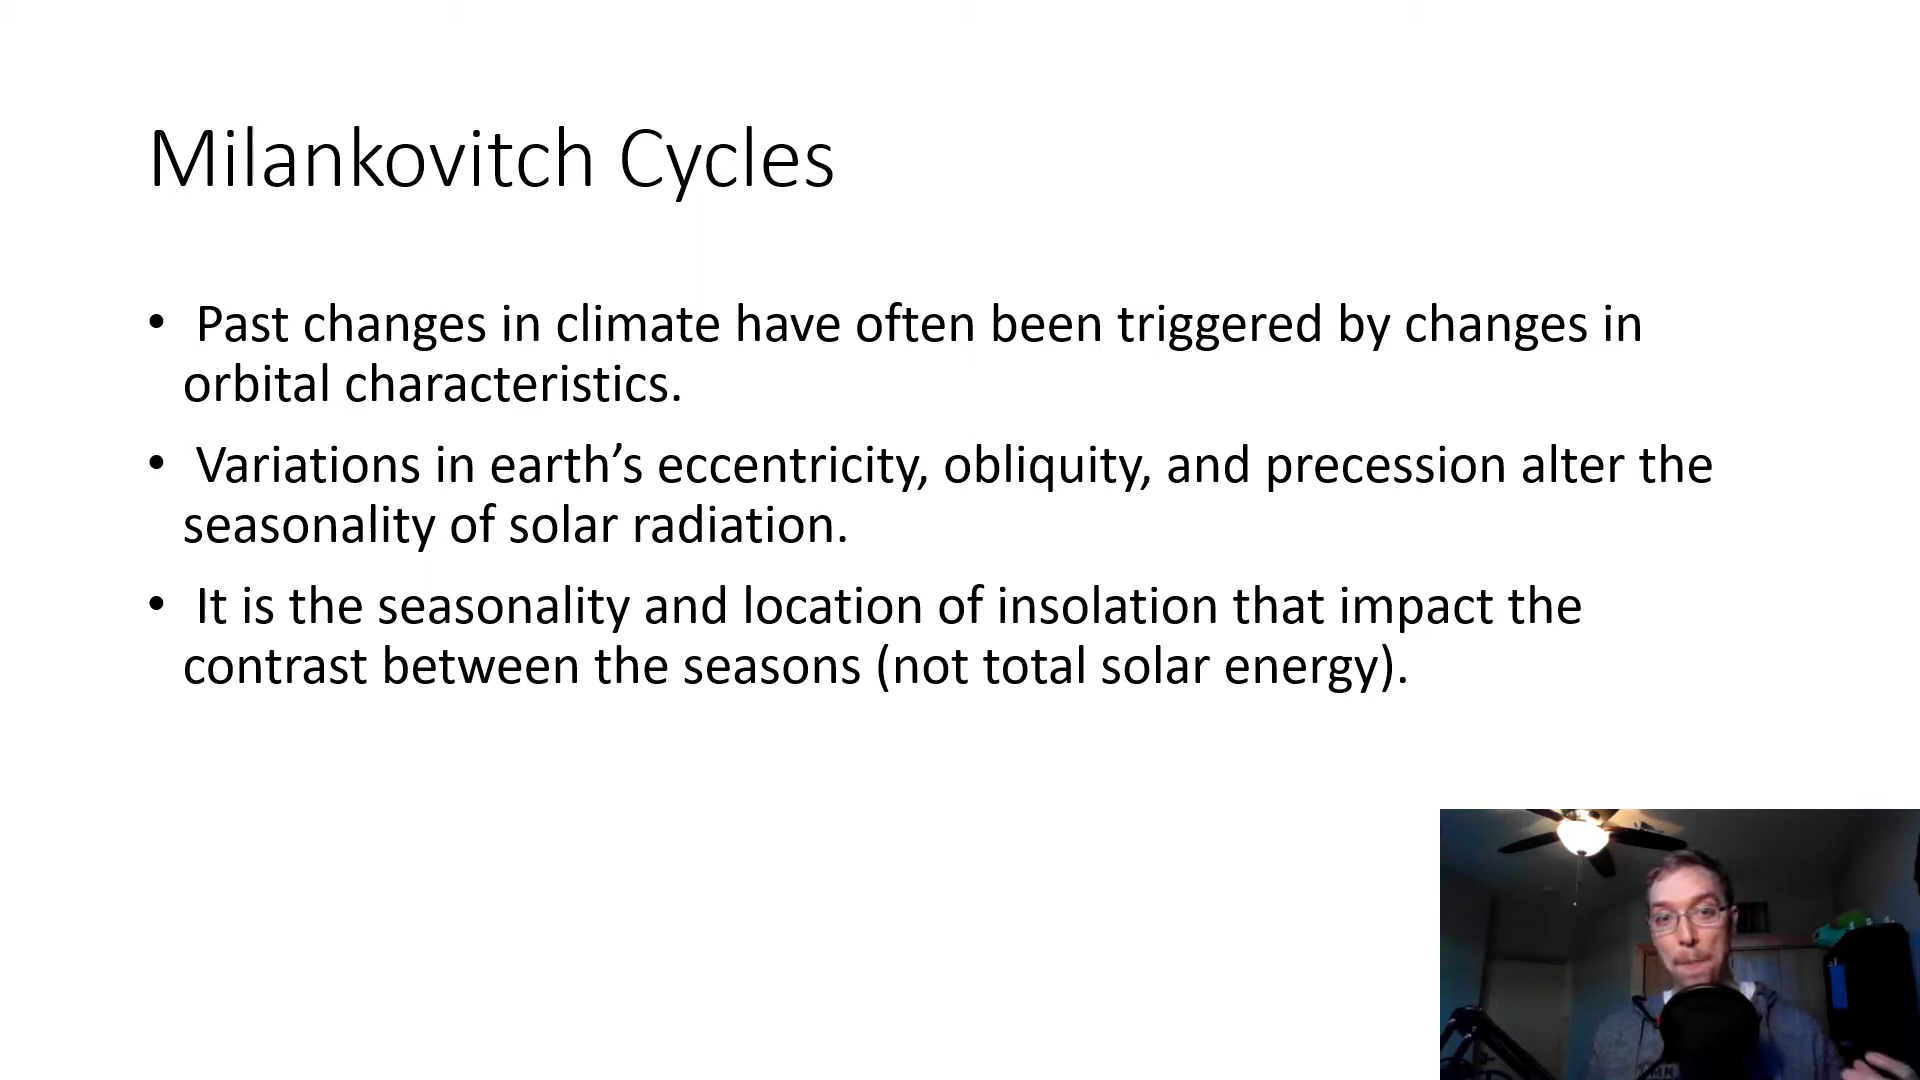 Milankovitch Cycles
• Past changes in climate have often been triggered by changes in
orbital characteristics.
• Variations in earth’s eccentricity, obliquity, and precession alter the
seasonality of solar radiation.
• It is the seasonality and location of insolation that impact the
contrast between the seasons (not total solar energy).